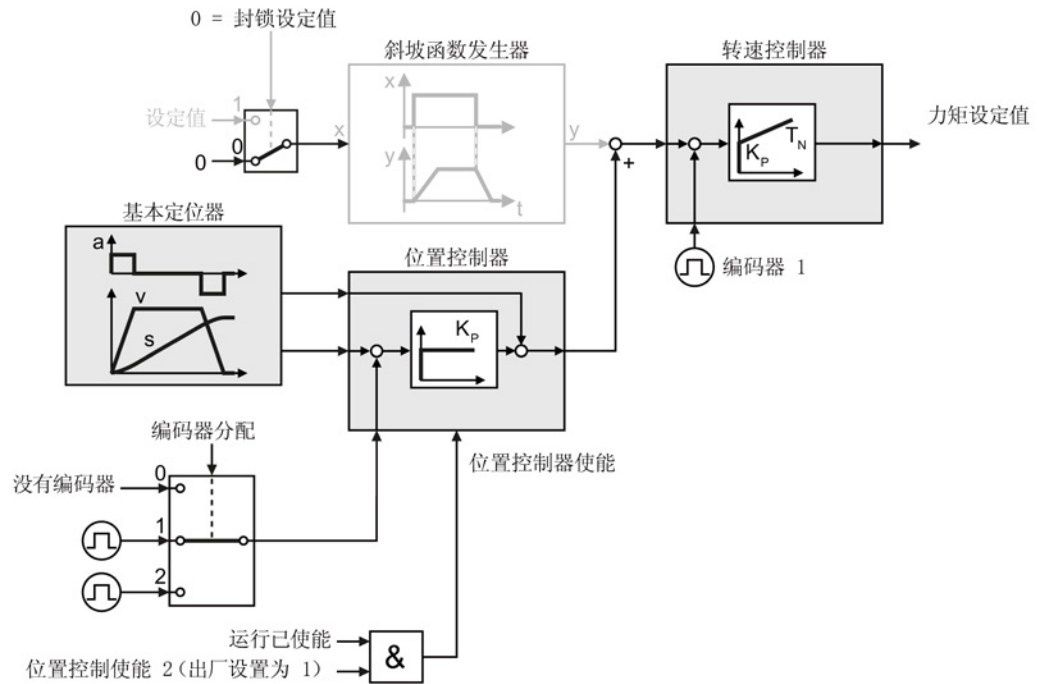 0 = 封锁设定值
斜坡函数发生器
转速控制器
设定值
1
0
0
x
x
y
t
y
+
K_P
T_N
力矩设定值
编码器 1
基本定位器
a
v
s
位置控制器
K_P
编码器分配
没有编码器
0
1
2
位置控制器使能
运行已使能
位置控制使能 2(出厂设置为 1)
&